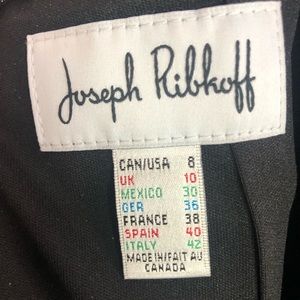 Joseph Ribkoff
CAN/USA 8
UK 10
MEXICO 30
GER 36
FRANCE 38
SPAIN 40
ITALY 42
MADE IN/FAIT AU
CANADA